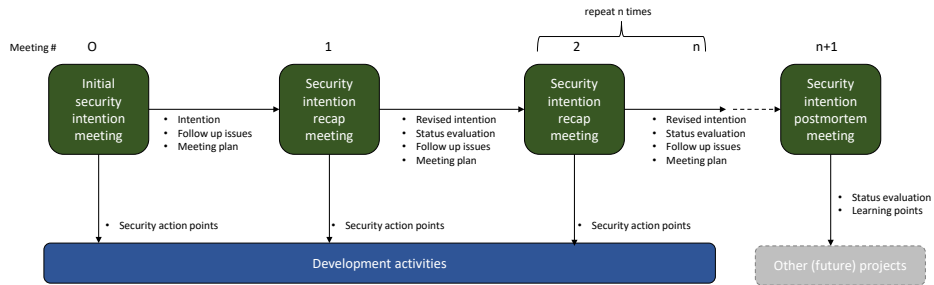 repeat n times
Meeting # O 1 2 n n+1
Initial
security
intention
meeting
Security
intention
recap
meeting
Security
intention
recap
meeting
Security
intention
postmortem
meeting
• Intention
• Follow up issues
• Meeting plan
• Revised intention
• Status evaluation
• Follow up issues
• Meeting plan
• Revised intention
• Status evaluation
• Follow up issues
• Meeting plan
• Security action points
• Security action points
• Security action points
• Status evaluation
• Learning points
Development activities
Other (future) projects